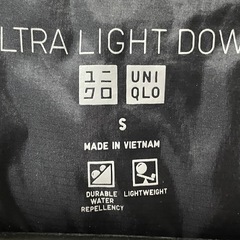 LTRA LIGHT DOW
ユニ UNI
クロ QLO
S
MADE IN VIETNAM
DURABLE WATER REPELLENCY
LIGHTWEIGHT